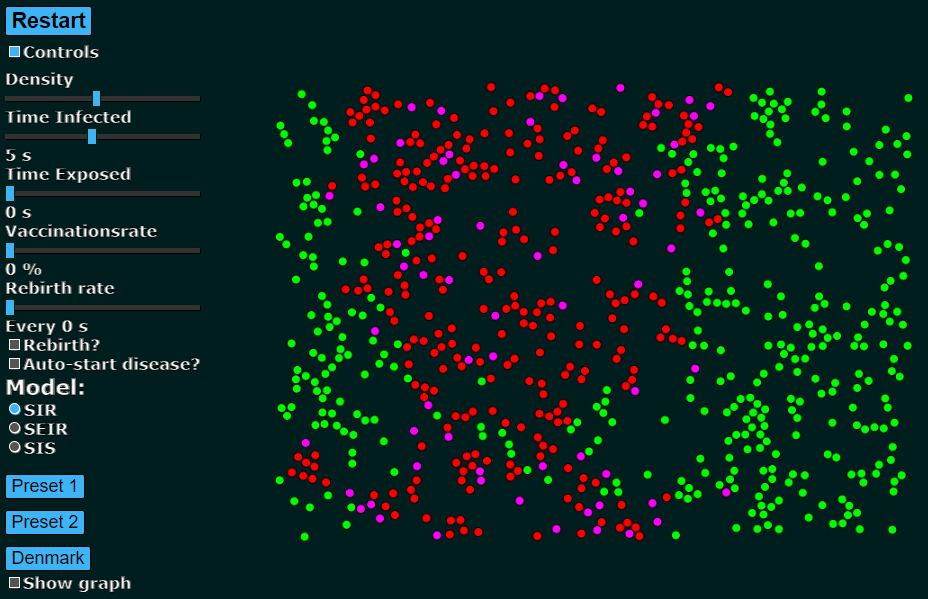 Restart
Controls
Density
Time Infected
5 s
Time Exposed
0 s
Vaccinationsrate
0 %
Rebirth rate
Every 0 s
Rebirth?
Auto-start disease?
Model:
SIR
SEIR
SIS
Preset 1
Preset 2
Denmark
Show graph